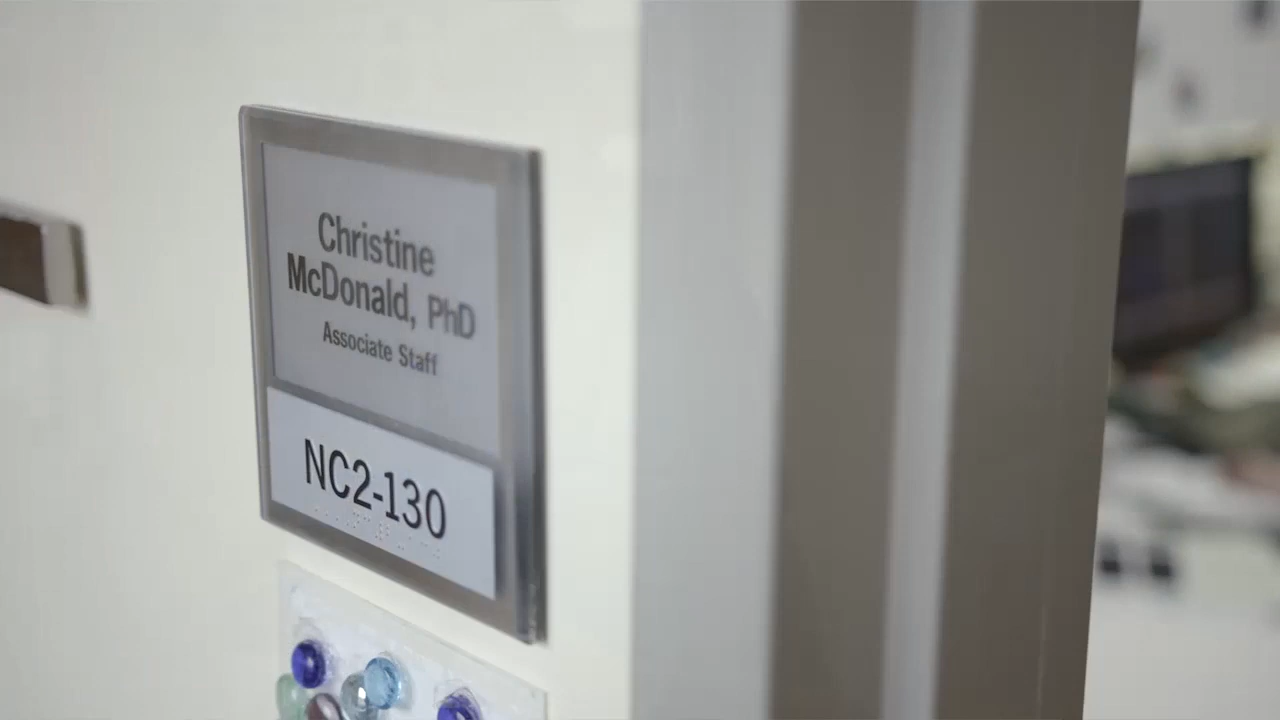 Christine
McDonald, PhD
Associate Staff
NC2-130